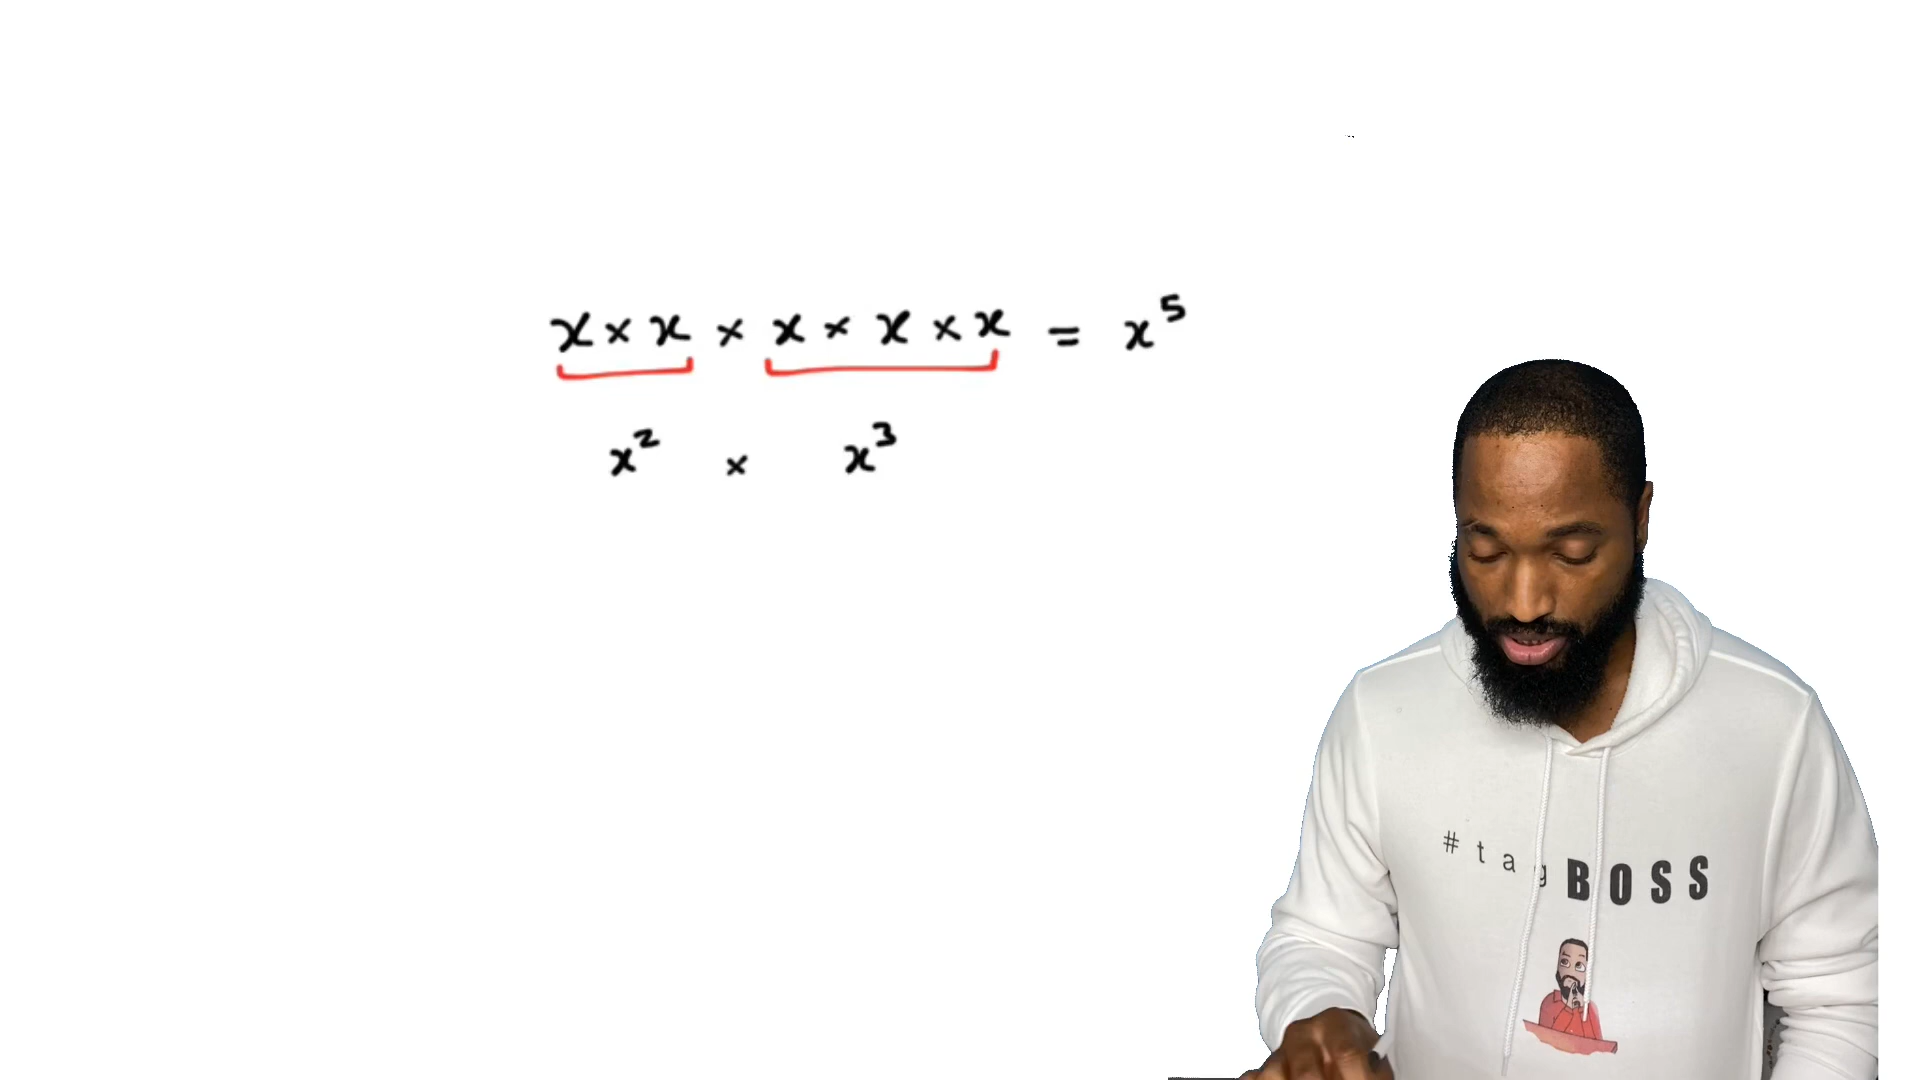 x × x × x × x × x = x⁵
x² × x³
#tagBOSS